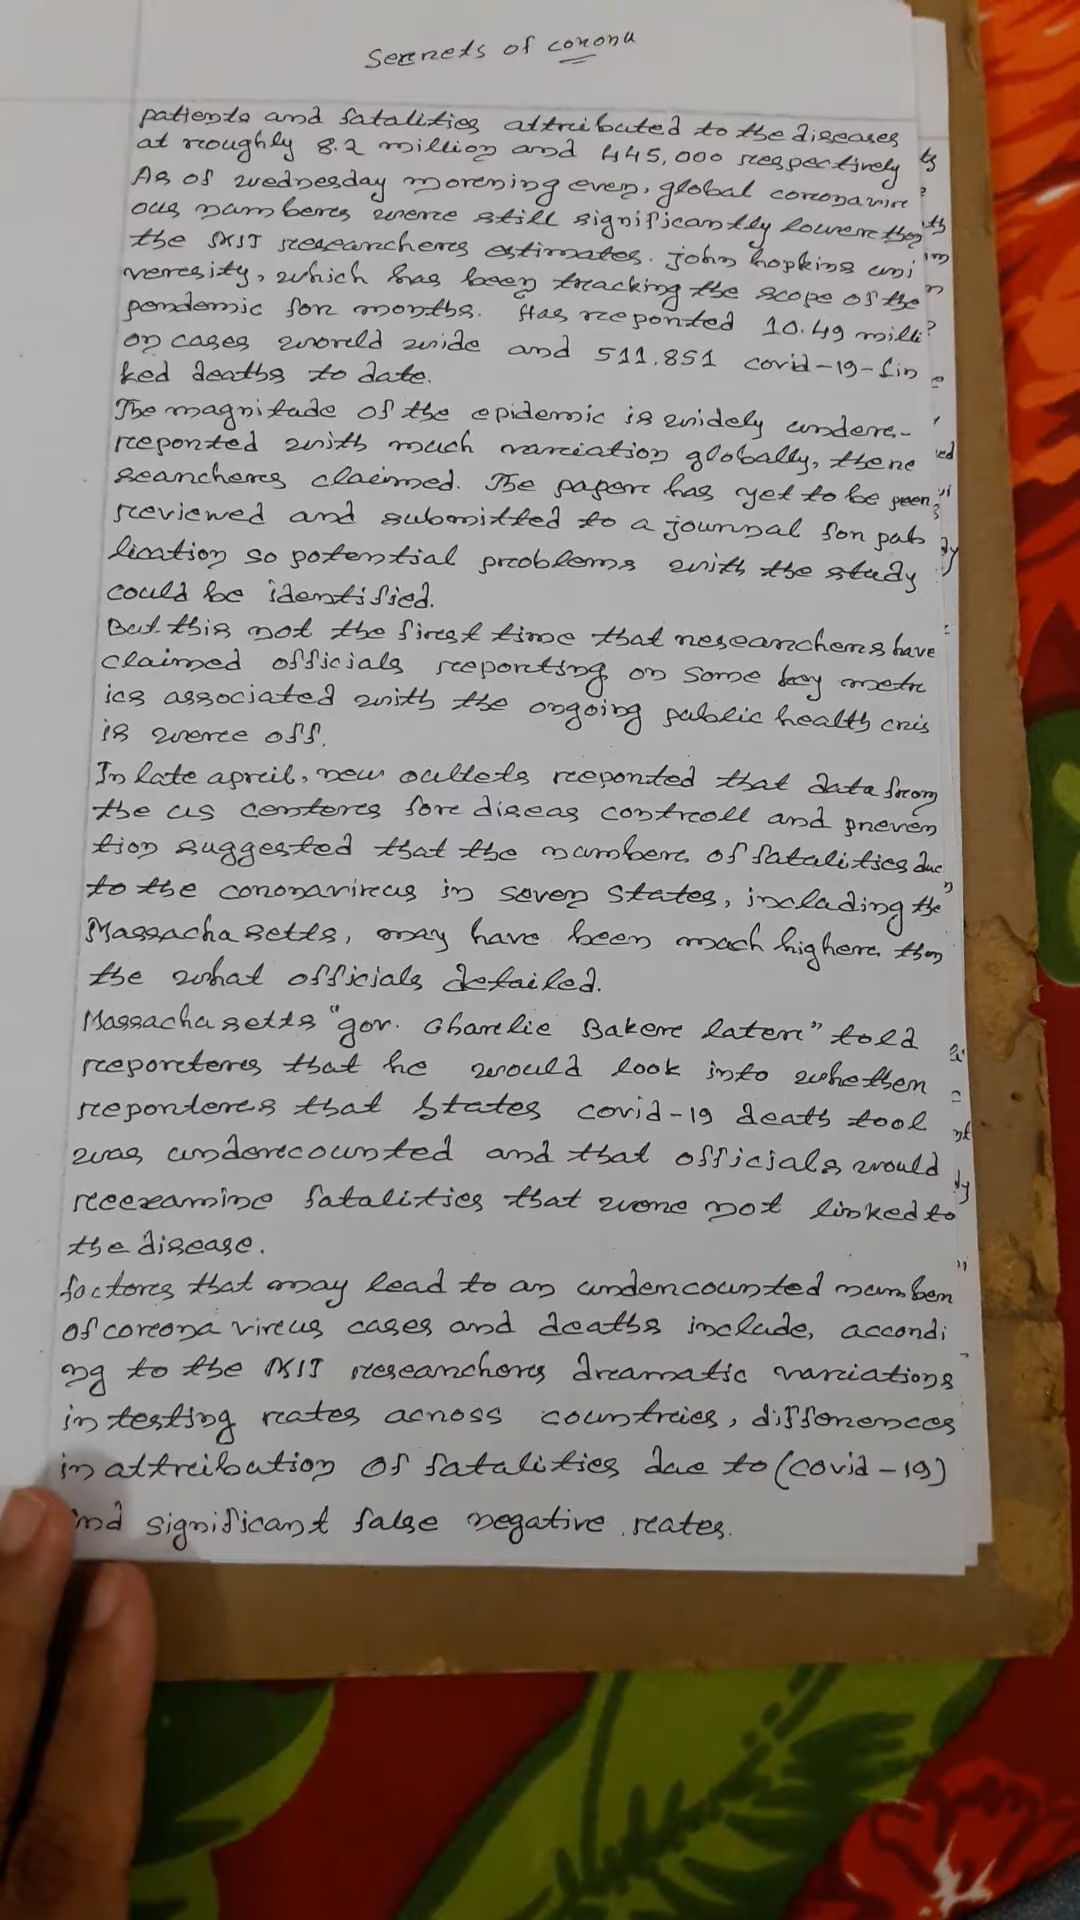 Secrets of corona
patients and fatalities attributed to the diseases
at roughly 8.2 million and 445,000 respectively
As of wednesday morening even, global coronavir
ous numbers were still significantly lower than
the MIT researchers estimates. john hopkins uni
versity, which has been tracking the scope of the
pendemic for months. Has reported 10.49 milli
on cases world wide and 511.851 covid-19-lin
ked deaths to date.
The magnitude of the epidemic is widely under-
reported with much variation globally, the re
searchers claimed. The paper has yet to be peer
reviewed and submitted to a journal for pub
lication so potential problems with the study
could be identified.
But this not the first time that researchers have
claimed officials reporting on some key metr
ics associated with the ongoing public health cris
is were off.
In late april, new outlets reported that data from
the us centers for diseas controll and preven
tion suggested that the numbers of fatalities due
to the coronavirus in seven states, including the
Massachusetts, may have been much higher than
the what officials detailed.
Massachusetts "gov. Charlie Baker later" told
reporters that he would look into whether
reporters that states covid-19 death tool
was undercounted and that officials would
reexamine fatalities that were not linked to
the disease.
factors that may lead to an undercounted number
of corona virus cases and deaths include, accordi
ng to the MIT researchers dramatic variations
in testing rates across countries, differences
in attribution of fatalities due to (covid-19)
and significant false negative rates.